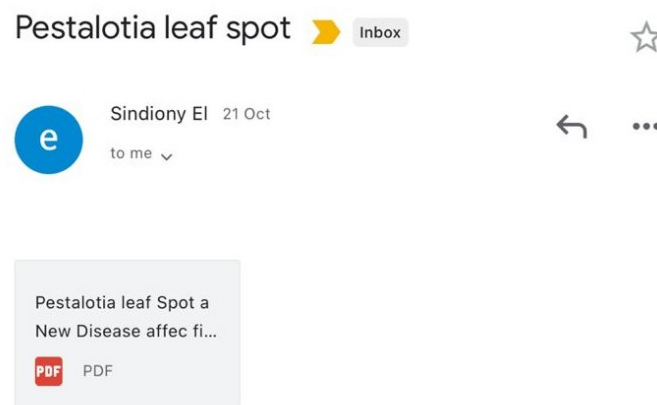 Pestalotia leaf spot Inbox
e
Sindiony El 21 Oct
to me
Pestalotia leaf Spot a
New Disease affec fi...
PDF PDF